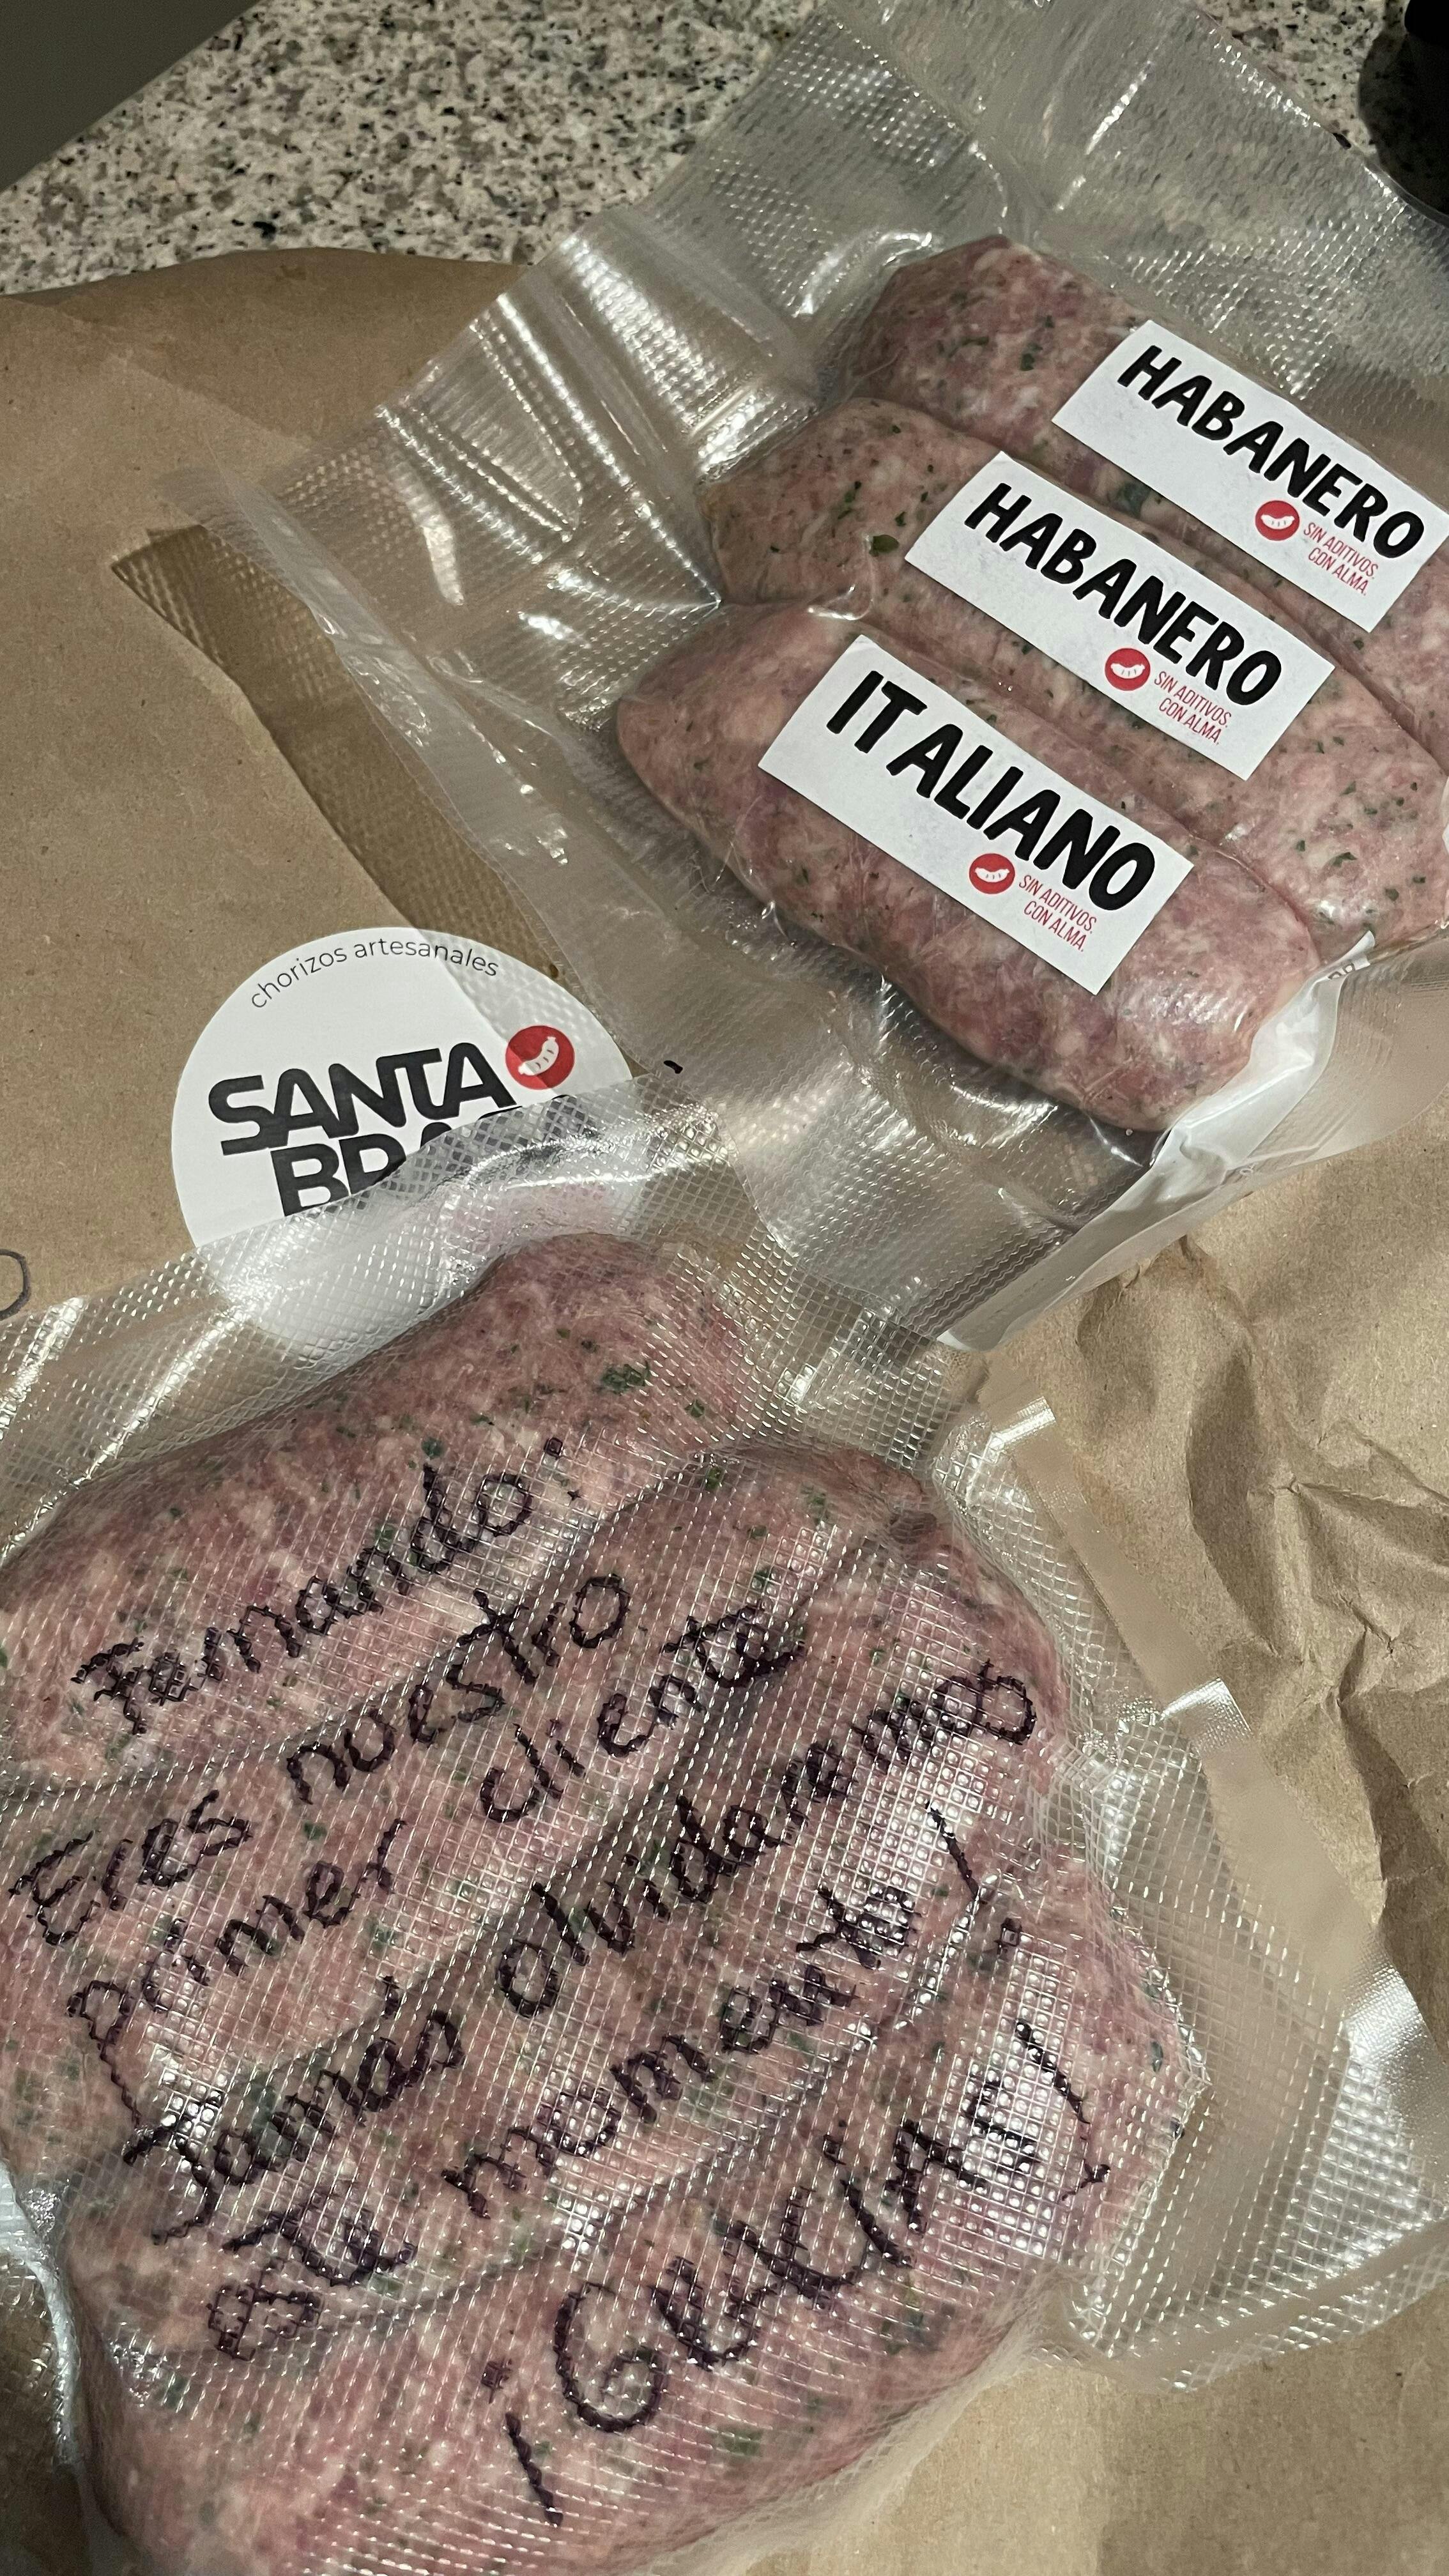 HABANERO
SIN ADITIVOS.
CON ALMA.
HABANERO
SIN ADITIVOS.
CON ALMA.
ITALIANO
SIN ADITIVOS.
CON ALMA.
chorizos artesanales
SANTA
Fernando:
Eres nuestro
primer cliente
Jamás olvidaremos
este momento
¡GRACIAS!